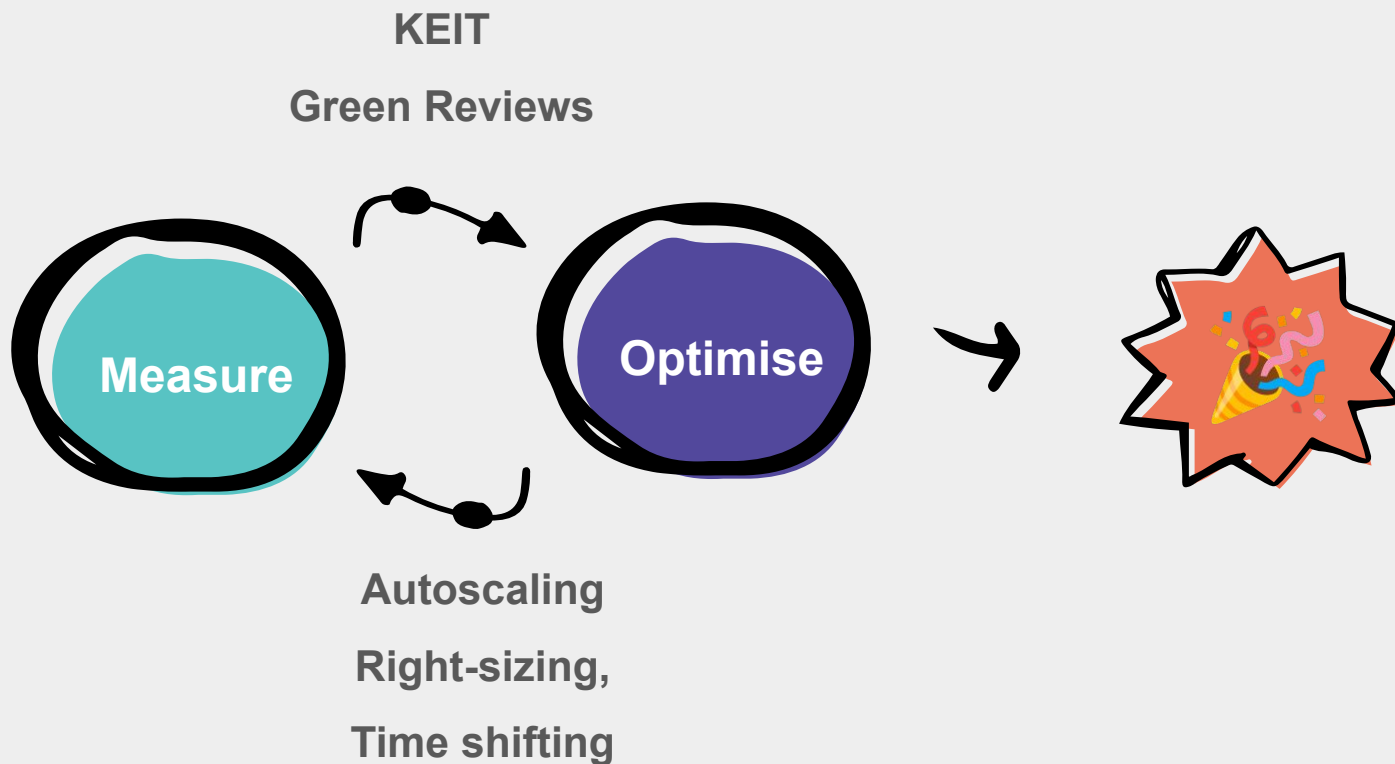 KEIT
Green Reviews
Measure
Optimise
Autoscaling
Right-sizing,
Time shifting